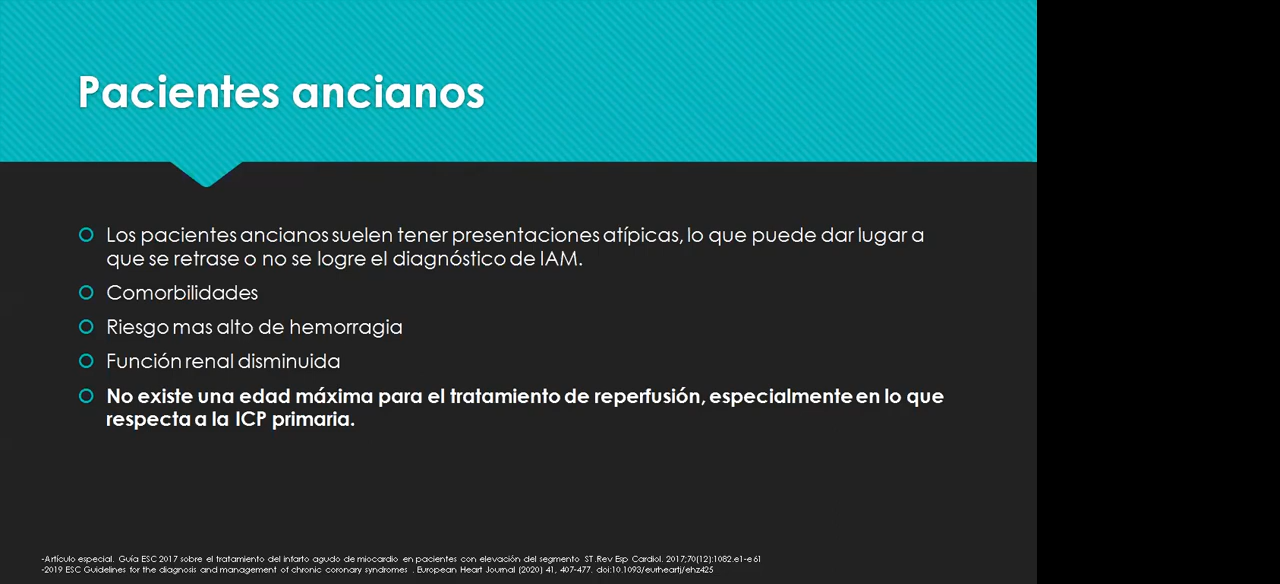 Pacientes ancianos
Los pacientes ancianos suelen tener presentaciones atípicas, lo que puede dar lugar a
que se retrase o no se logre el diagnóstico de IAM.
Comorbilidades
Riesgo mas alto de hemorragia
Función renal disminuida
No existe una edad máxima para el tratamiento de reperfusión, especialmente en lo que
respecta a la ICP primaria.
-Artículo especial. Guía ESC 2017 sobre el tratamiento del infarto agudo de miocardio en pacientes con elevación del segmento ST .Rev Esp Cardiol. 2017;70(12):1082.e1-e61
-2019 ESC Guidelines for the diagnosis and management of chronic coronary syndromes . European Heart Journal (2020) 41, 407-477. doi:10.1093/eurheartj/ehz425